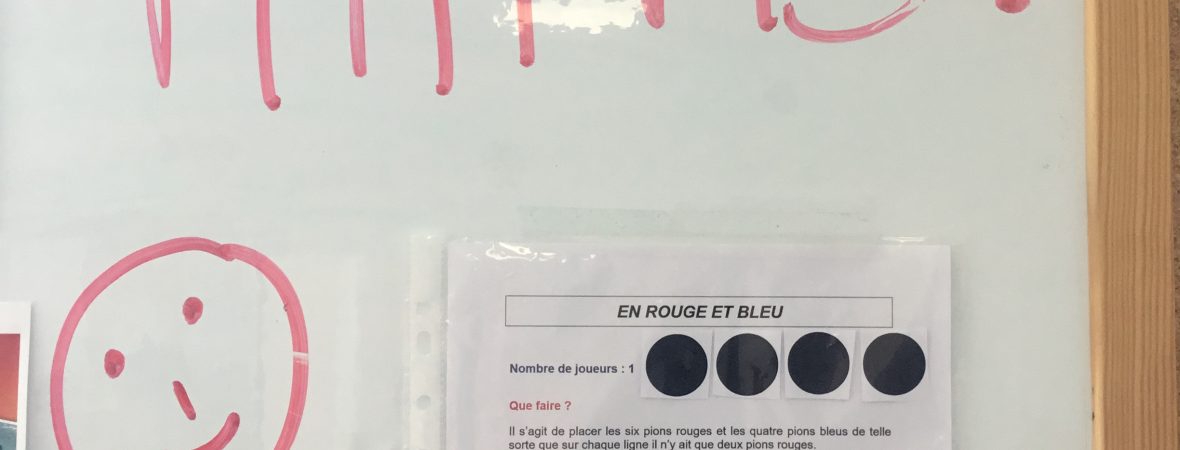 EN ROUGE ET BLEU
Nombre de joueurs : 1
Que faire ?
Il s'agit de placer les six pions rouges et les quatre pions bleus de telle
sorte que sur chaque ligne il n'y ait que deux pions rouges.